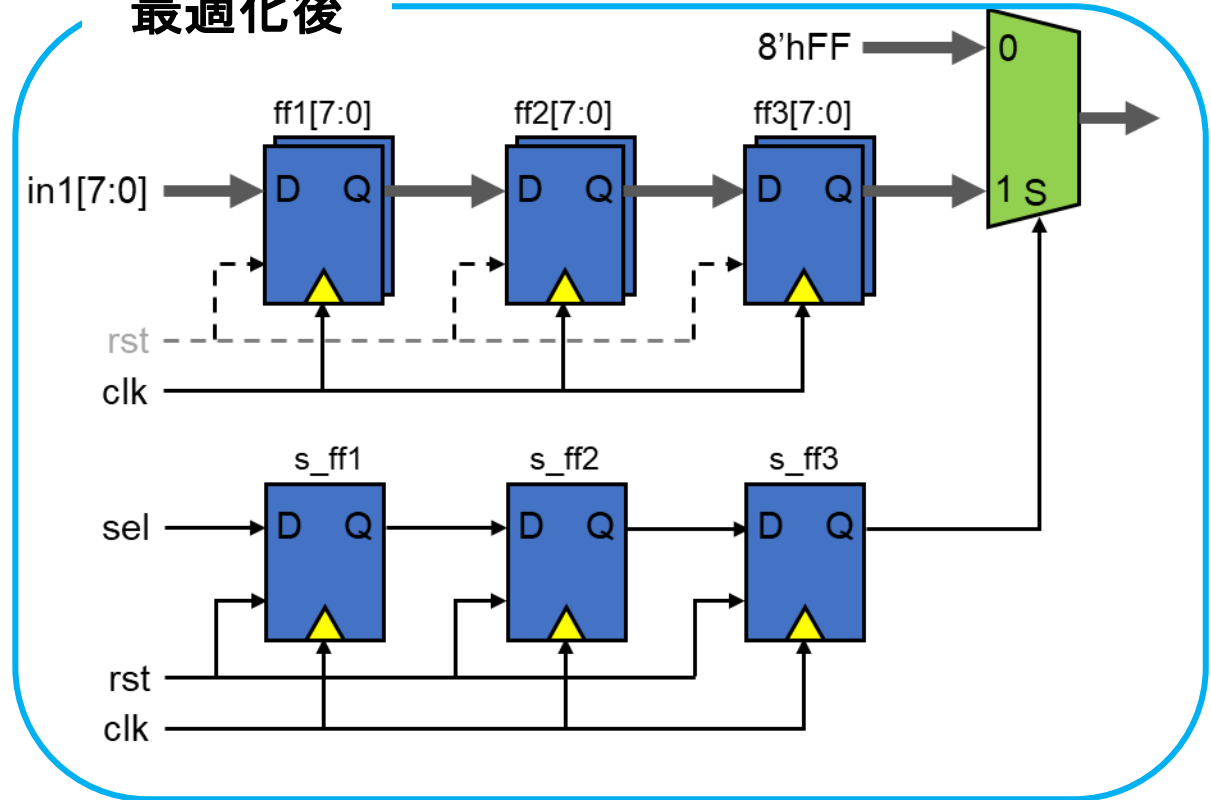 最適化後
8'hFF
0
ff1[7:0]
ff2[7:0]
ff3[7:0]
in1[7:0]
D Q
D Q
D Q
1 S
rst
clk
s_ff1
s_ff2
s_ff3
sel
D Q
D Q
D Q
rst
clk